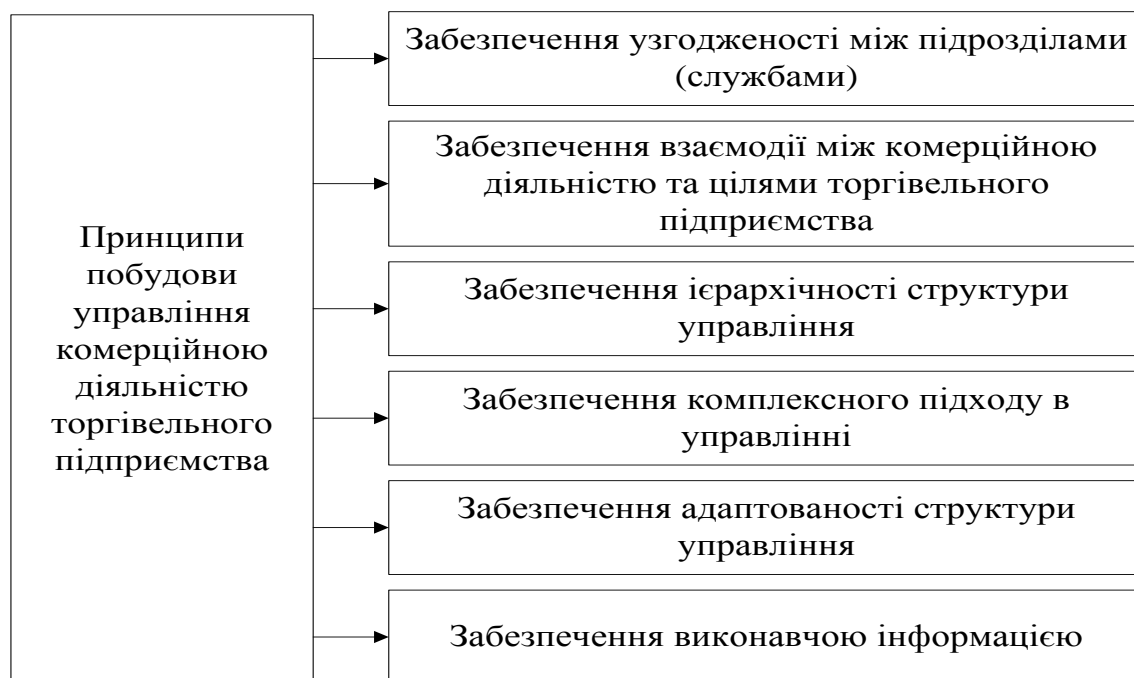 Принципи
побудови
управління
комерційною
діяльністю
торгівельного
підприємства
Забезпечення узгодженості між підрозділами
(службами)
Забезпечення взаємодії між комерційною
діяльністю та цілями торгівельного
підприємства
Забезпечення ієрархічності структури
управління
Забезпечення комплексного підходу в
управлінні
Забезпечення адаптованості структури
управління
Забезпечення виконавчою інформацією